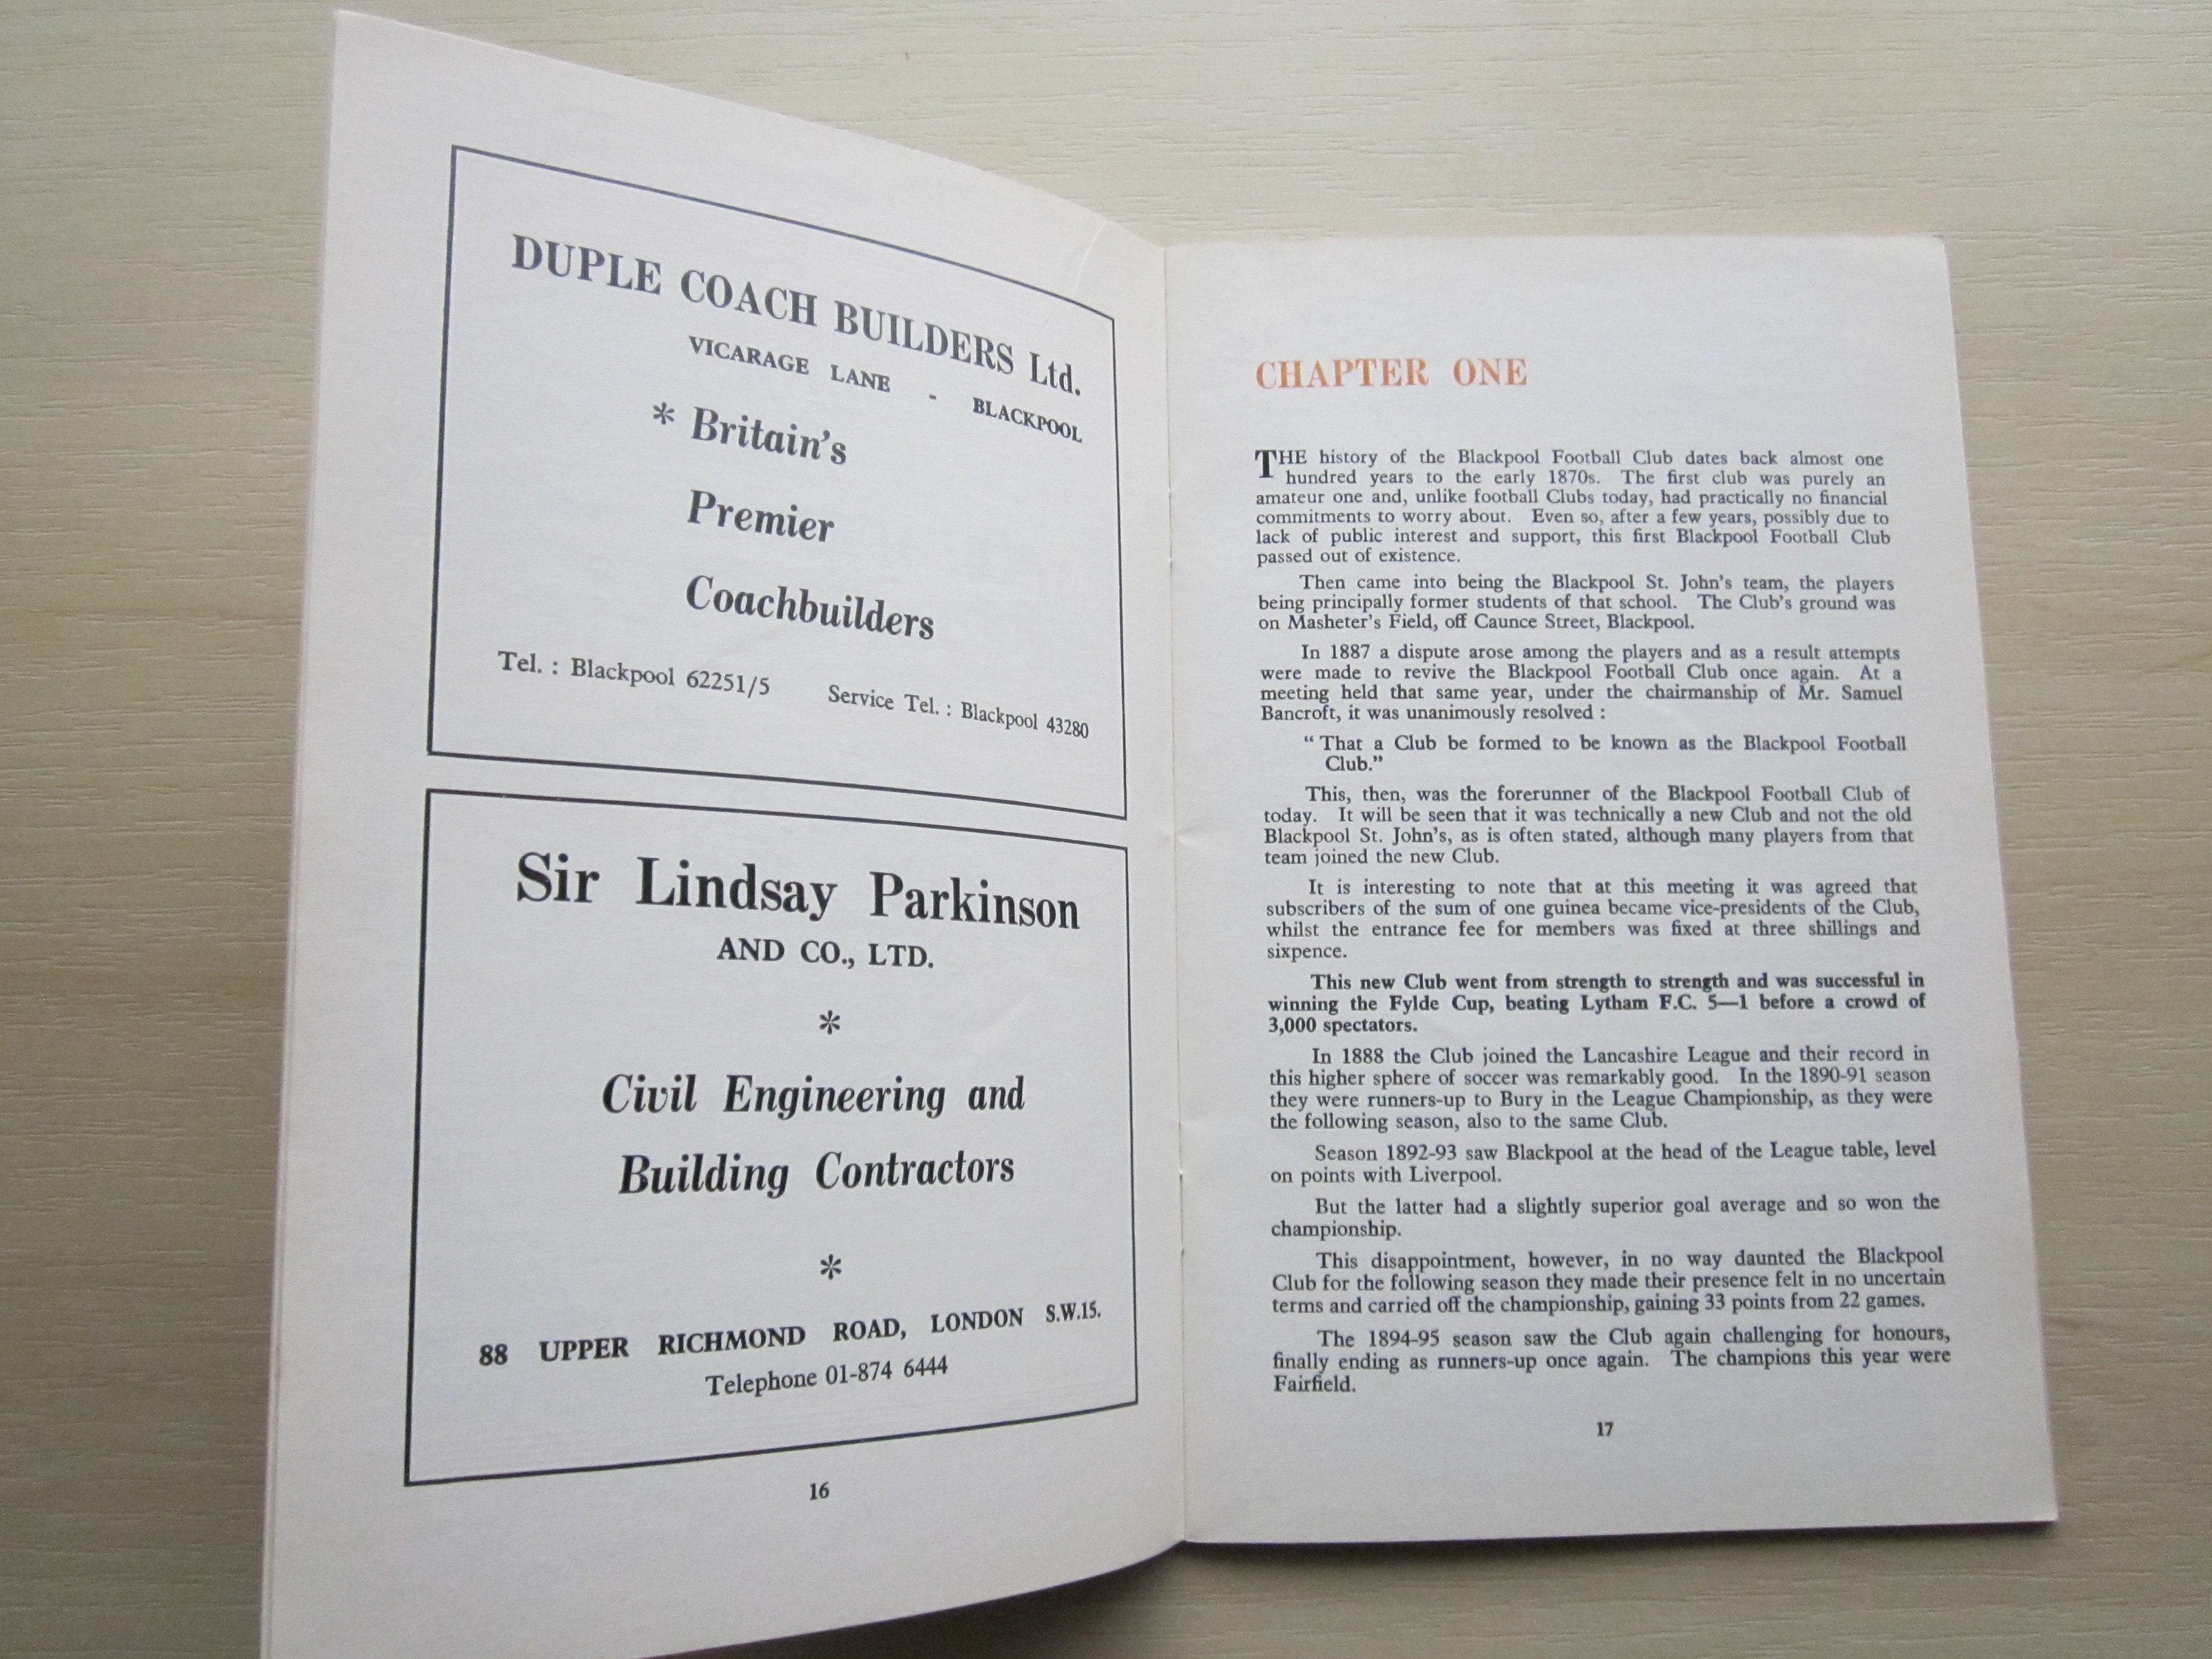 DUPLE COACH BUILDERS Ltd.
VICARAGE LANE - BLACKPOOL
* Britain's
Premier
Coachbuilders
Tel. : Blackpool 62251/5 Service Tel. : Blackpool 43280
Sir Lindsay Parkinson
AND CO., LTD.
*
Civil Engineering and
Building Contractors
*
88 UPPER RICHMOND ROAD, LONDON S.W.15.
Telephone 01-874 6444
16
CHAPTER ONE
THE history of the Blackpool Football Club dates back almost one
hundred years to the early 1870s. The first club was purely an
amateur one and, unlike football Clubs today, had practically no financial
commitments to worry about. Even so, after a few years, possibly due to
lack of public interest and support, this first Blackpool Football Club
passed out of existence.
Then came into being the Blackpool St. John's team, the players
being principally former students of that school. The Club's ground was
on Masheter's Field, off Caunce Street, Blackpool.
In 1887 a dispute arose among the players and as a result attempts
were made to revive the Blackpool Football Club once again. At a
meeting held that same year, under the chairmanship of Mr. Samuel
Bancroft, it was unanimously resolved :
“ That a Club be formed to be known as the Blackpool Football
Club.”
This, then, was the forerunner of the Blackpool Football Club of
today. It will be seen that it was technically a new Club and not the old
Blackpool St. John's, as is often stated, although many players from that
team joined the new Club.
It is interesting to note that at this meeting it was agreed that
subscribers of the sum of one guinea became vice-presidents of the Club,
whilst the entrance fee for members was fixed at three shillings and
sixpence.
This new Club went from strength to strength and was successful in
winning the Fylde Cup, beating Lytham F.C. 5—1 before a crowd of
3,000 spectators.
In 1888 the Club joined the Lancashire League and their record in
this higher sphere of soccer was remarkably good. In the 1890-91 season
they were runners-up to Bury in the League Championship, as they were
the following season, also to the same Club.
Season 1892-93 saw Blackpool at the head of the League table, level
on points with Liverpool.
But the latter had a slightly superior goal average and so won the
championship.
This disappointment, however, in no way daunted the Blackpool
Club for the following season they made their presence felt in no uncertain
terms and carried off the championship, gaining 33 points from 22 games.
The 1894-95 season saw the Club again challenging for honours,
finally ending as runners-up once again. The champions this year were
Fairfield.
17